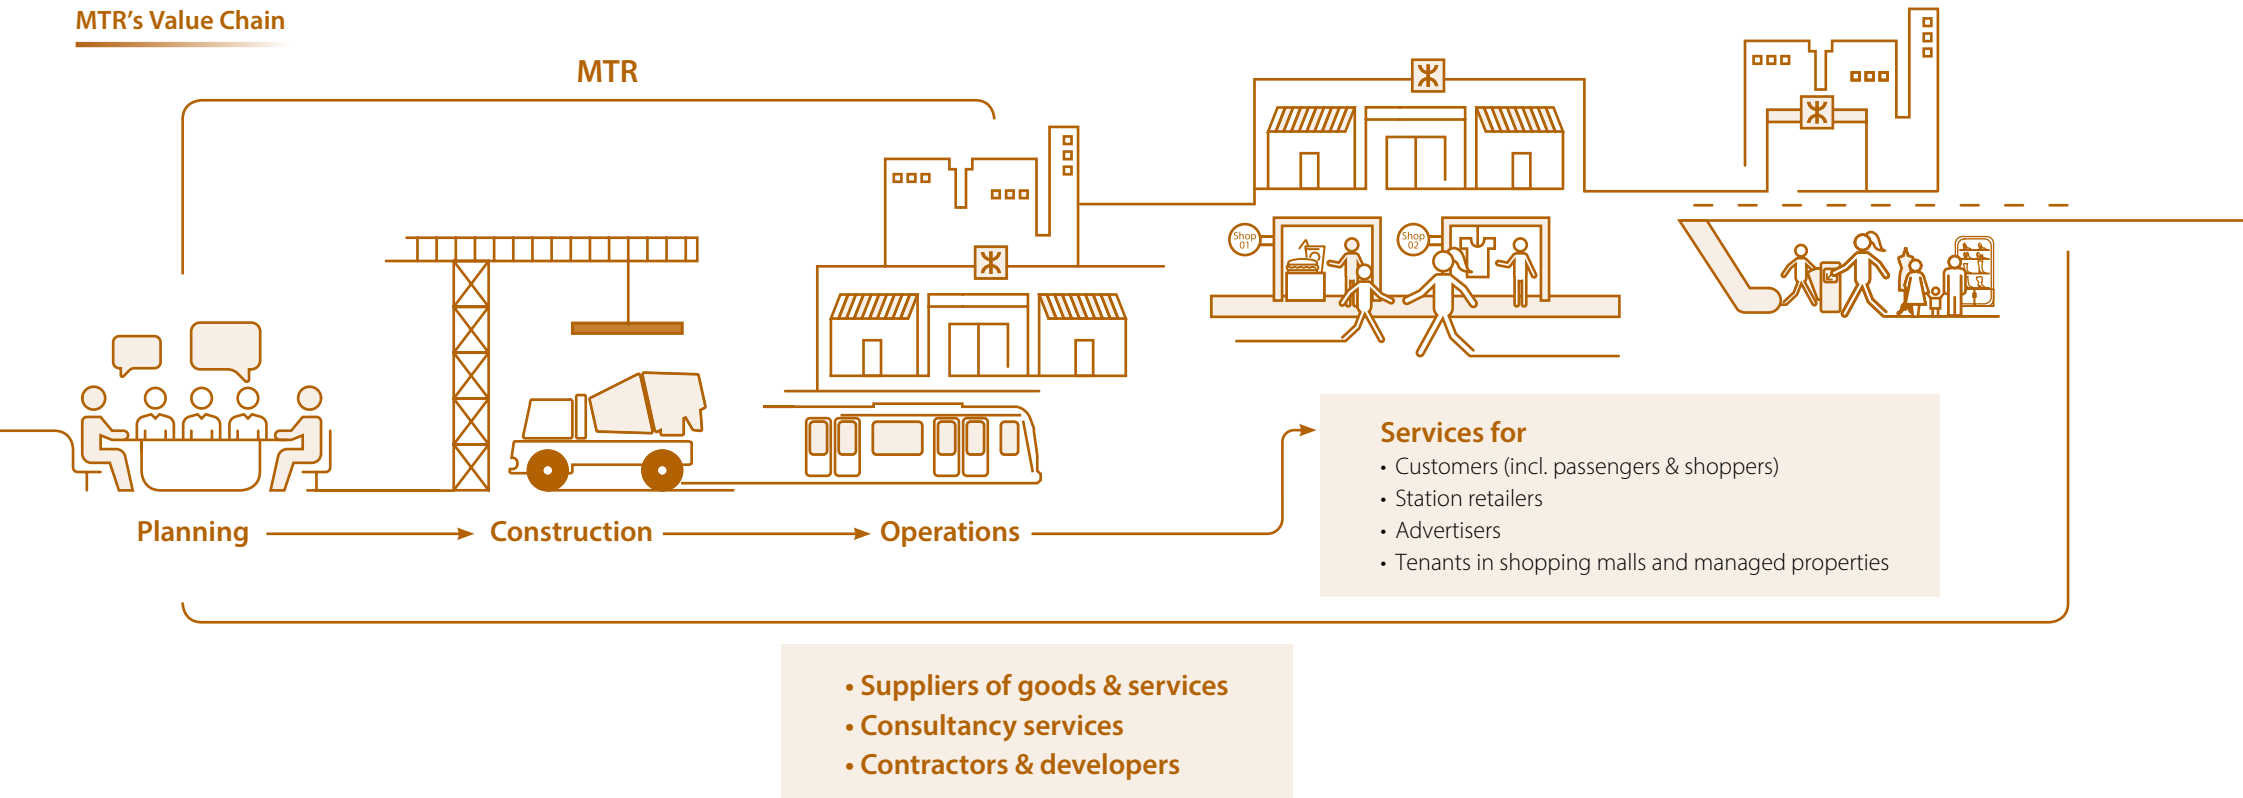 MTR’s Value Chain
MTR
Shop
01
Shop
02
Planning
Construction
Operations
Services for
• Customers (incl. passengers & shoppers)
• Station retailers
• Advertisers
• Tenants in shopping malls and managed properties
• Suppliers of goods & services
• Consultancy services
• Contractors & developers